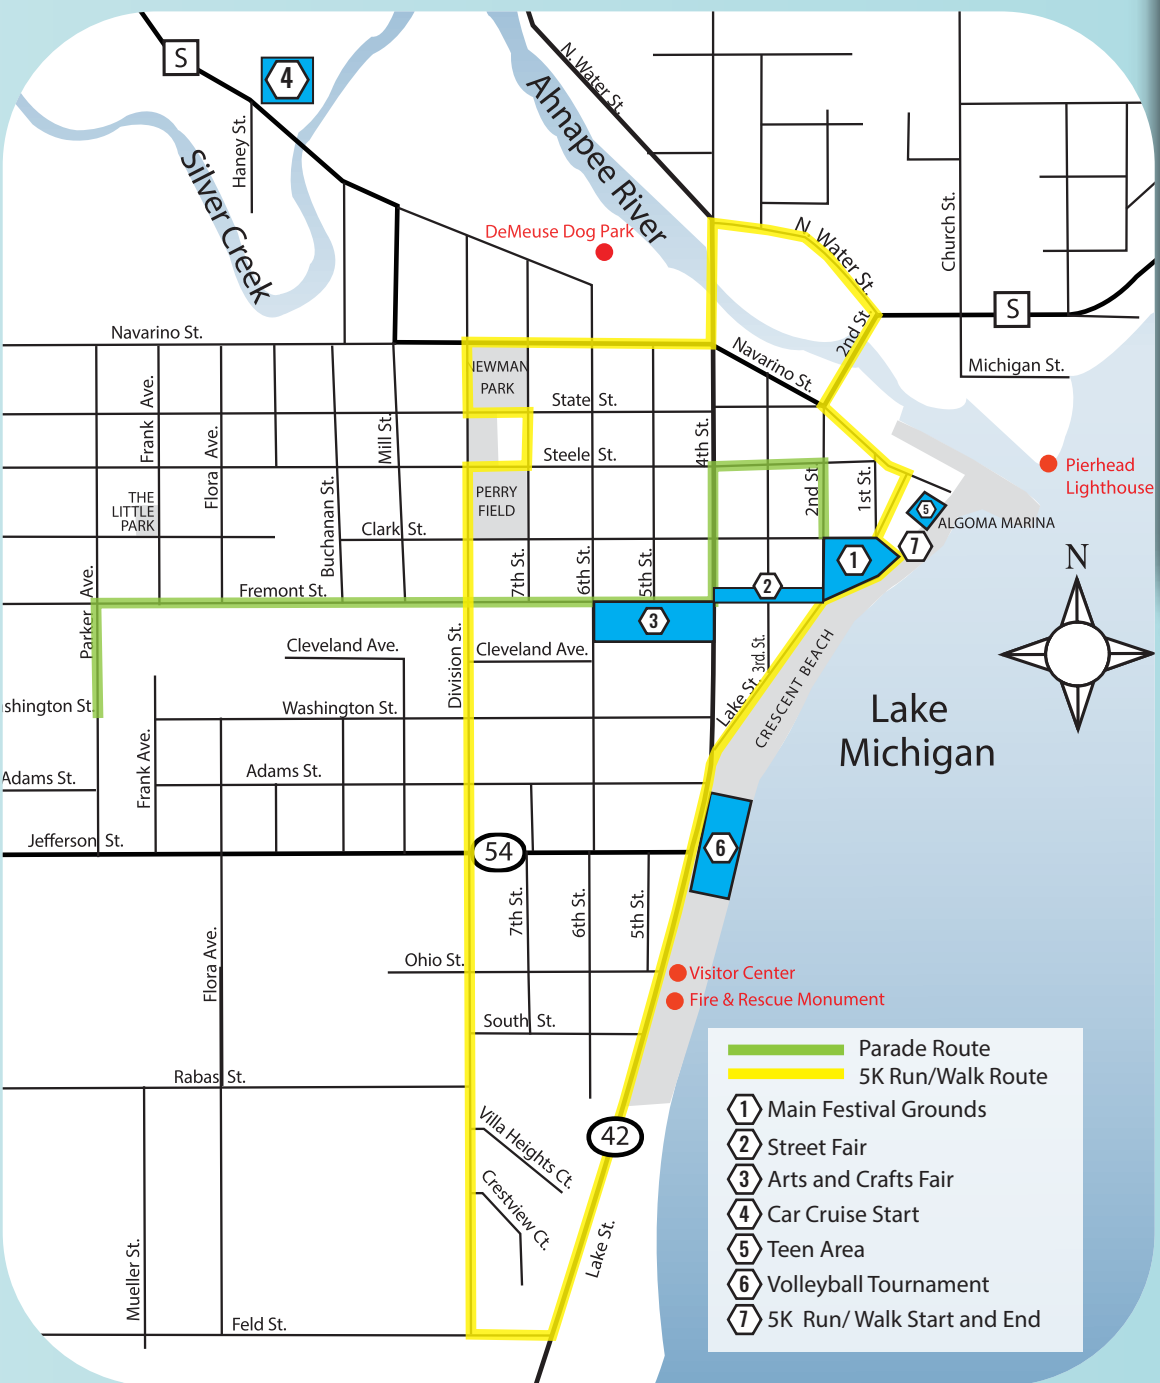 S
4
N. Water St.
Haney St.
Ahnapee River
Silver Creek
DeMeuse Dog Park
N. Water St.
Church St.
S
Navarino St.
2nd St.
Navarino St.
Michigan St.
NEWMAN
PARK
Frank Ave.
State St.
Mill St.
Flora Ave.
4th St.
Steele St.
Pierhead
Lighthouse
THE
LITTLE
PARK
Buchanan St.
PERRY
FIELD
2nd St.
1st St.
5
ALGOMA MARINA
Clark St.
7
1
N
Parker Ave.
Fremont St.
7th St.
6th St.
5th St.
2
3
Cleveland Ave.
Division St.
Cleveland Ave.
3rd. St.
CRESCENT BEACH
shington St.
Washington St.
Lake St.
Lake
Michigan
Adams St.
Frank Ave.
Adams St.
Jefferson St.
54
6
7th St.
6th St.
5th St.
Flora Ave.
Ohio St.
Visitor Center
Fire & Rescue Monument
South St.
Rabas St.
Villa Heights Ct.
42
Crestview Ct.
Lake St.
Mueller St.
Feld St.
Parade Route
5K Run/Walk Route
1 Main Festival Grounds
2 Street Fair
3 Arts and Crafts Fair
4 Car Cruise Start
5 Teen Area
6 Volleyball Tournament
7 5K Run/ Walk Start and End